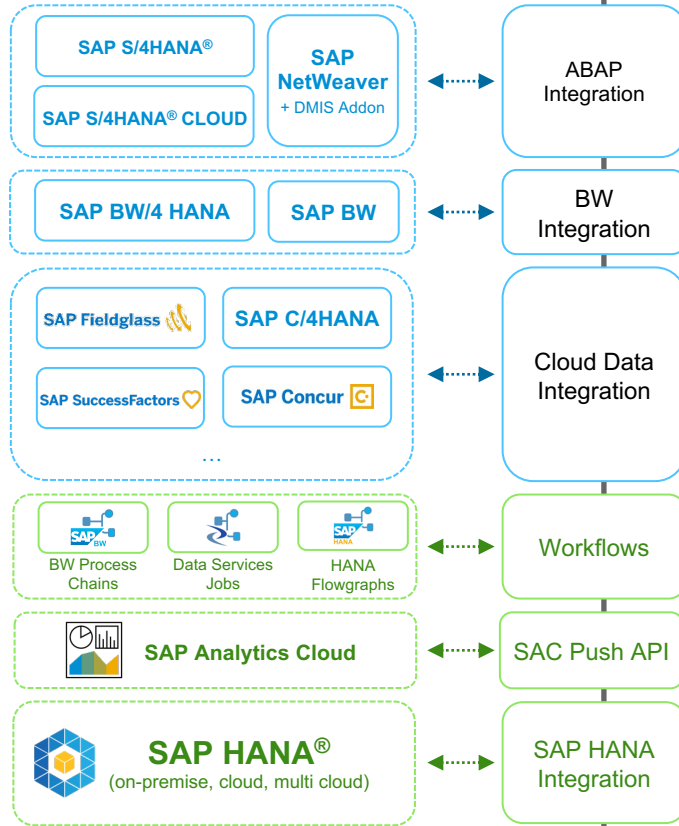 SAP S/4HANA®
SAP S/4HANA® CLOUD
SAP
NetWeaver
+ DMIS Addon
ABAP
Integration
SAP BW/4 HANA
SAP BW
BW
Integration
SAP Fieldglass
SAP C/4HANA
SAP SuccessFactors
SAP Concur
...
Cloud Data
Integration
SAP BW
BW Process
Chains
Data Services
Jobs
SAP HANA
HANA
Flowgraphs
Workflows
SAP Analytics Cloud
SAC Push API
SAP HANA®
(on-premise, cloud, multi cloud)
SAP HANA
Integration